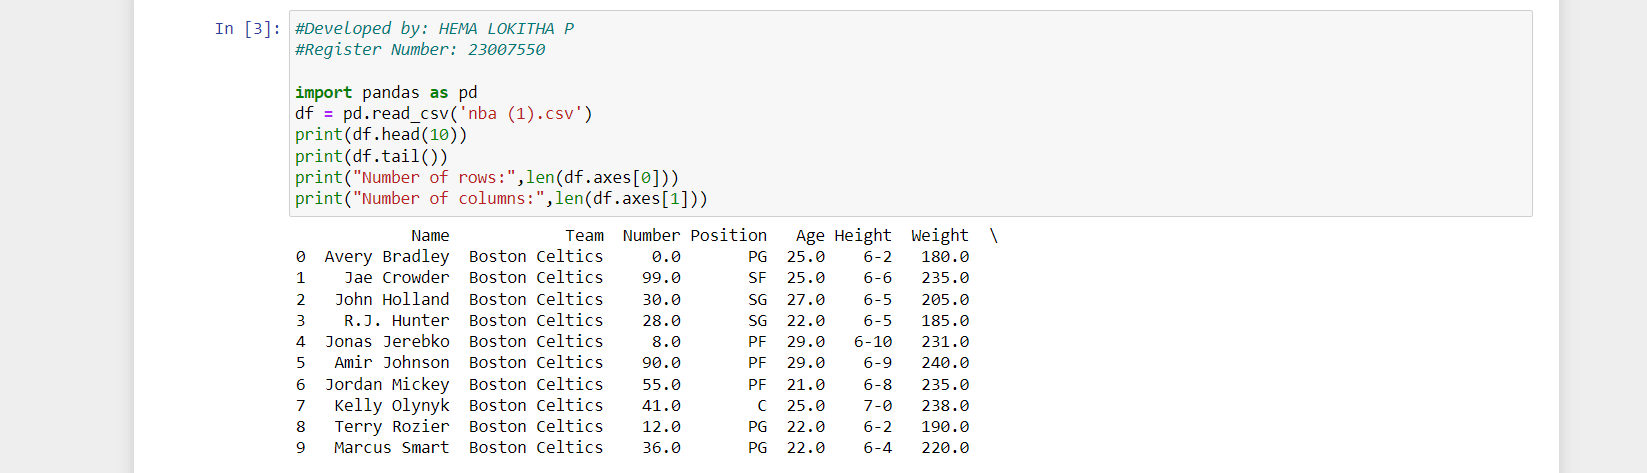 In [3]:
#Developed by: HEMA LOKITHA P
#Register Number: 23007550
import pandas as pd
df = pd.read_csv('nba (1).csv')
print(df.head(10))
print(df.tail())
print("Number of rows:",len(df.axes[0]))
print("Number of columns:",len(df.axes[1]))
Name Team Number Position Age Height Weight \
0 Avery Bradley Boston Celtics 0.0 PG 25.0 6-2 180.0
1 Jae Crowder Boston Celtics 99.0 SF 25.0 6-6 235.0
2 John Holland Boston Celtics 30.0 SG 27.0 6-5 205.0
3 R.J. Hunter Boston Celtics 28.0 SG 22.0 6-5 185.0
4 Jonas Jerebko Boston Celtics 8.0 PF 29.0 6-10 231.0
5 Amir Johnson Boston Celtics 90.0 PF 29.0 6-9 240.0
6 Jordan Mickey Boston Celtics 55.0 PF 21.0 6-8 235.0
7 Kelly Olynyk Boston Celtics 41.0 C 25.0 7-0 238.0
8 Terry Rozier Boston Celtics 12.0 PG 22.0 6-2 190.0
9 Marcus Smart Boston Celtics 36.0 PG 22.0 6-4 220.0